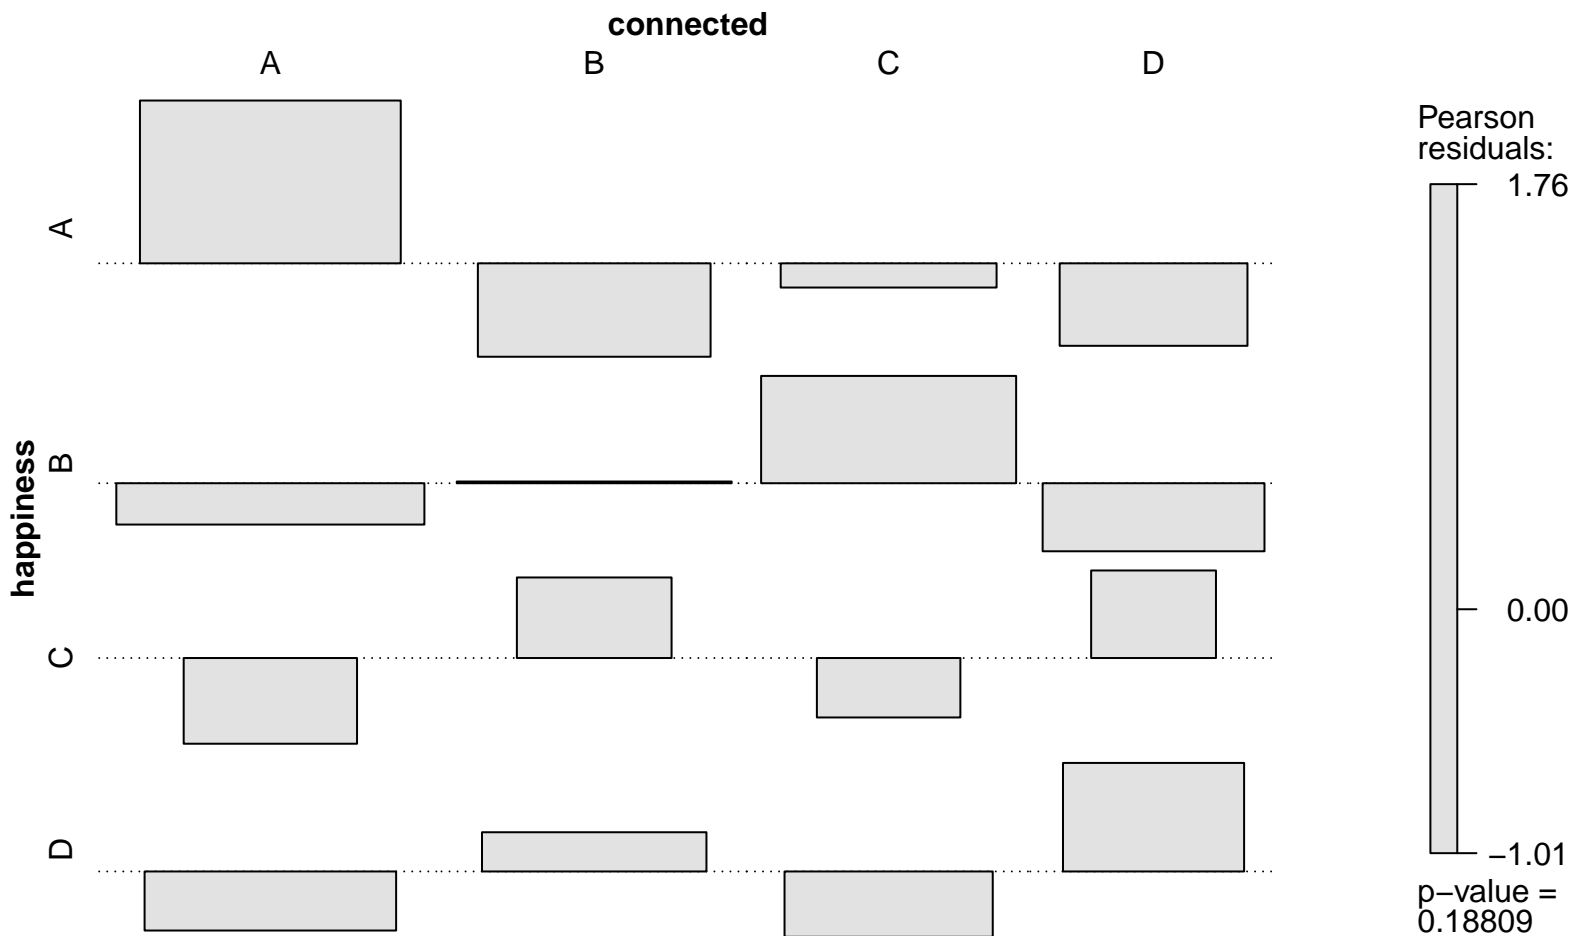 connected
A B C D
A
B
C
D
happiness
Pearson
residuals:
1.76
0.00
−1.01
p−value =
0.18809